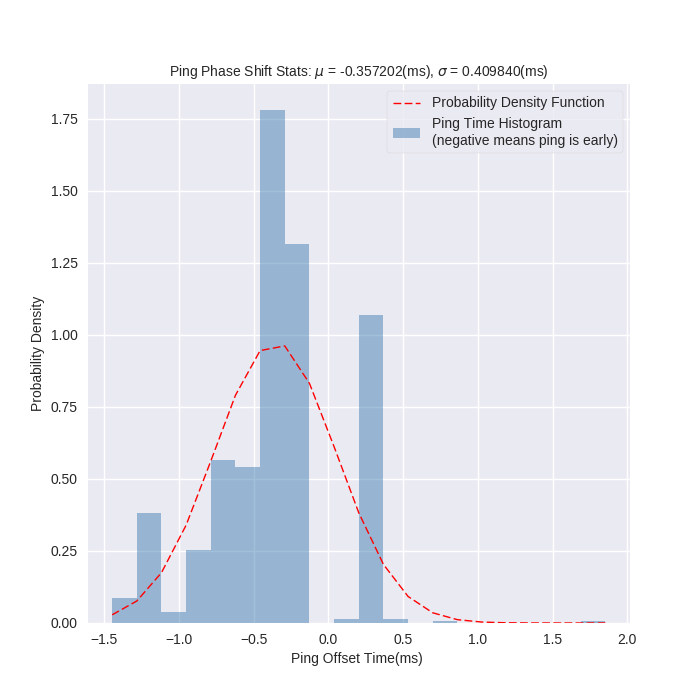 Ping Phase Shift Stats: μ = -0.357202(ms), σ = 0.409840(ms)
Probability Density Function
Ping Time Histogram
(negative means ping is early)
1.75
1.50
1.25
1.00
0.75
0.50
0.25
0.00
Probability Density
−1.5 −1.0 −0.5 0.0 0.5 1.0 1.5 2.0
Ping Offset Time(ms)